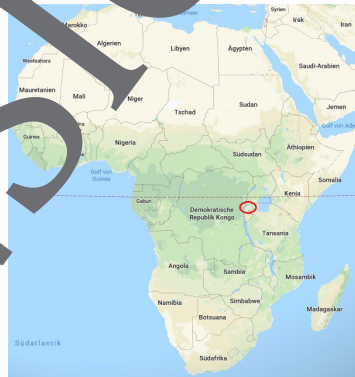 Syrien
Marokko
Irak
Iran
Algerien
Libyen
Ägypten
Westsahara
Saudi-Arabien
Mauretanien
Mali
Niger
Tschad
Sudan
Jemen
Golf von Ade
Guinea
Nigeria
Äthiopien
Südsudan
Golf von
Guinea
Somalia
Gabun
Kenia
Demokratische
Republik Kongo
Tansania
Angola
Sambia
Mosambik
Namibia
Simbabwe
Madagaskar
Botsuana
Südatlantik
Südafrika